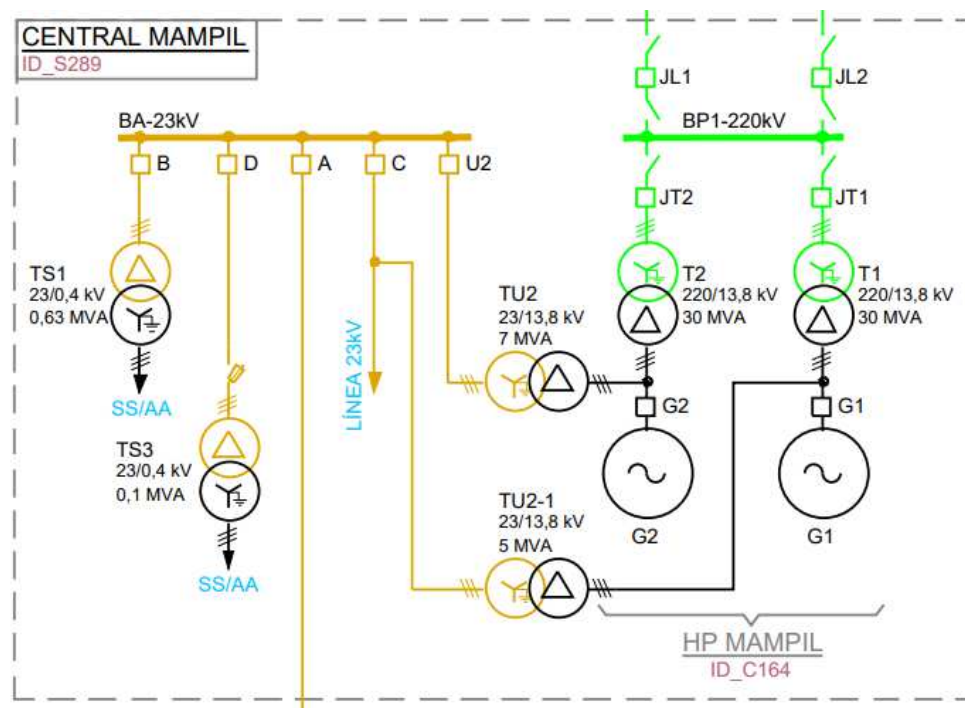 CENTRAL MAMPIL
ID_S289
JL1
JL2
BA-23kV
BP1-220kV
B
D
A
C
U2
JT2
JT1
TS1
23/0,4 kV
0,63 MVA
SS/AA
TS3
23/0,4 kV
0,1 MVA
SS/AA
LÍNEA 23kV
TU2
23/13,8 kV
7 MVA
T2
220/13,8 kV
30 MVA
T1
220/13,8 kV
30 MVA
G2
G1
G2
G1
TU2-1
23/13,8 kV
5 MVA
HP MAMPIL
ID_C164